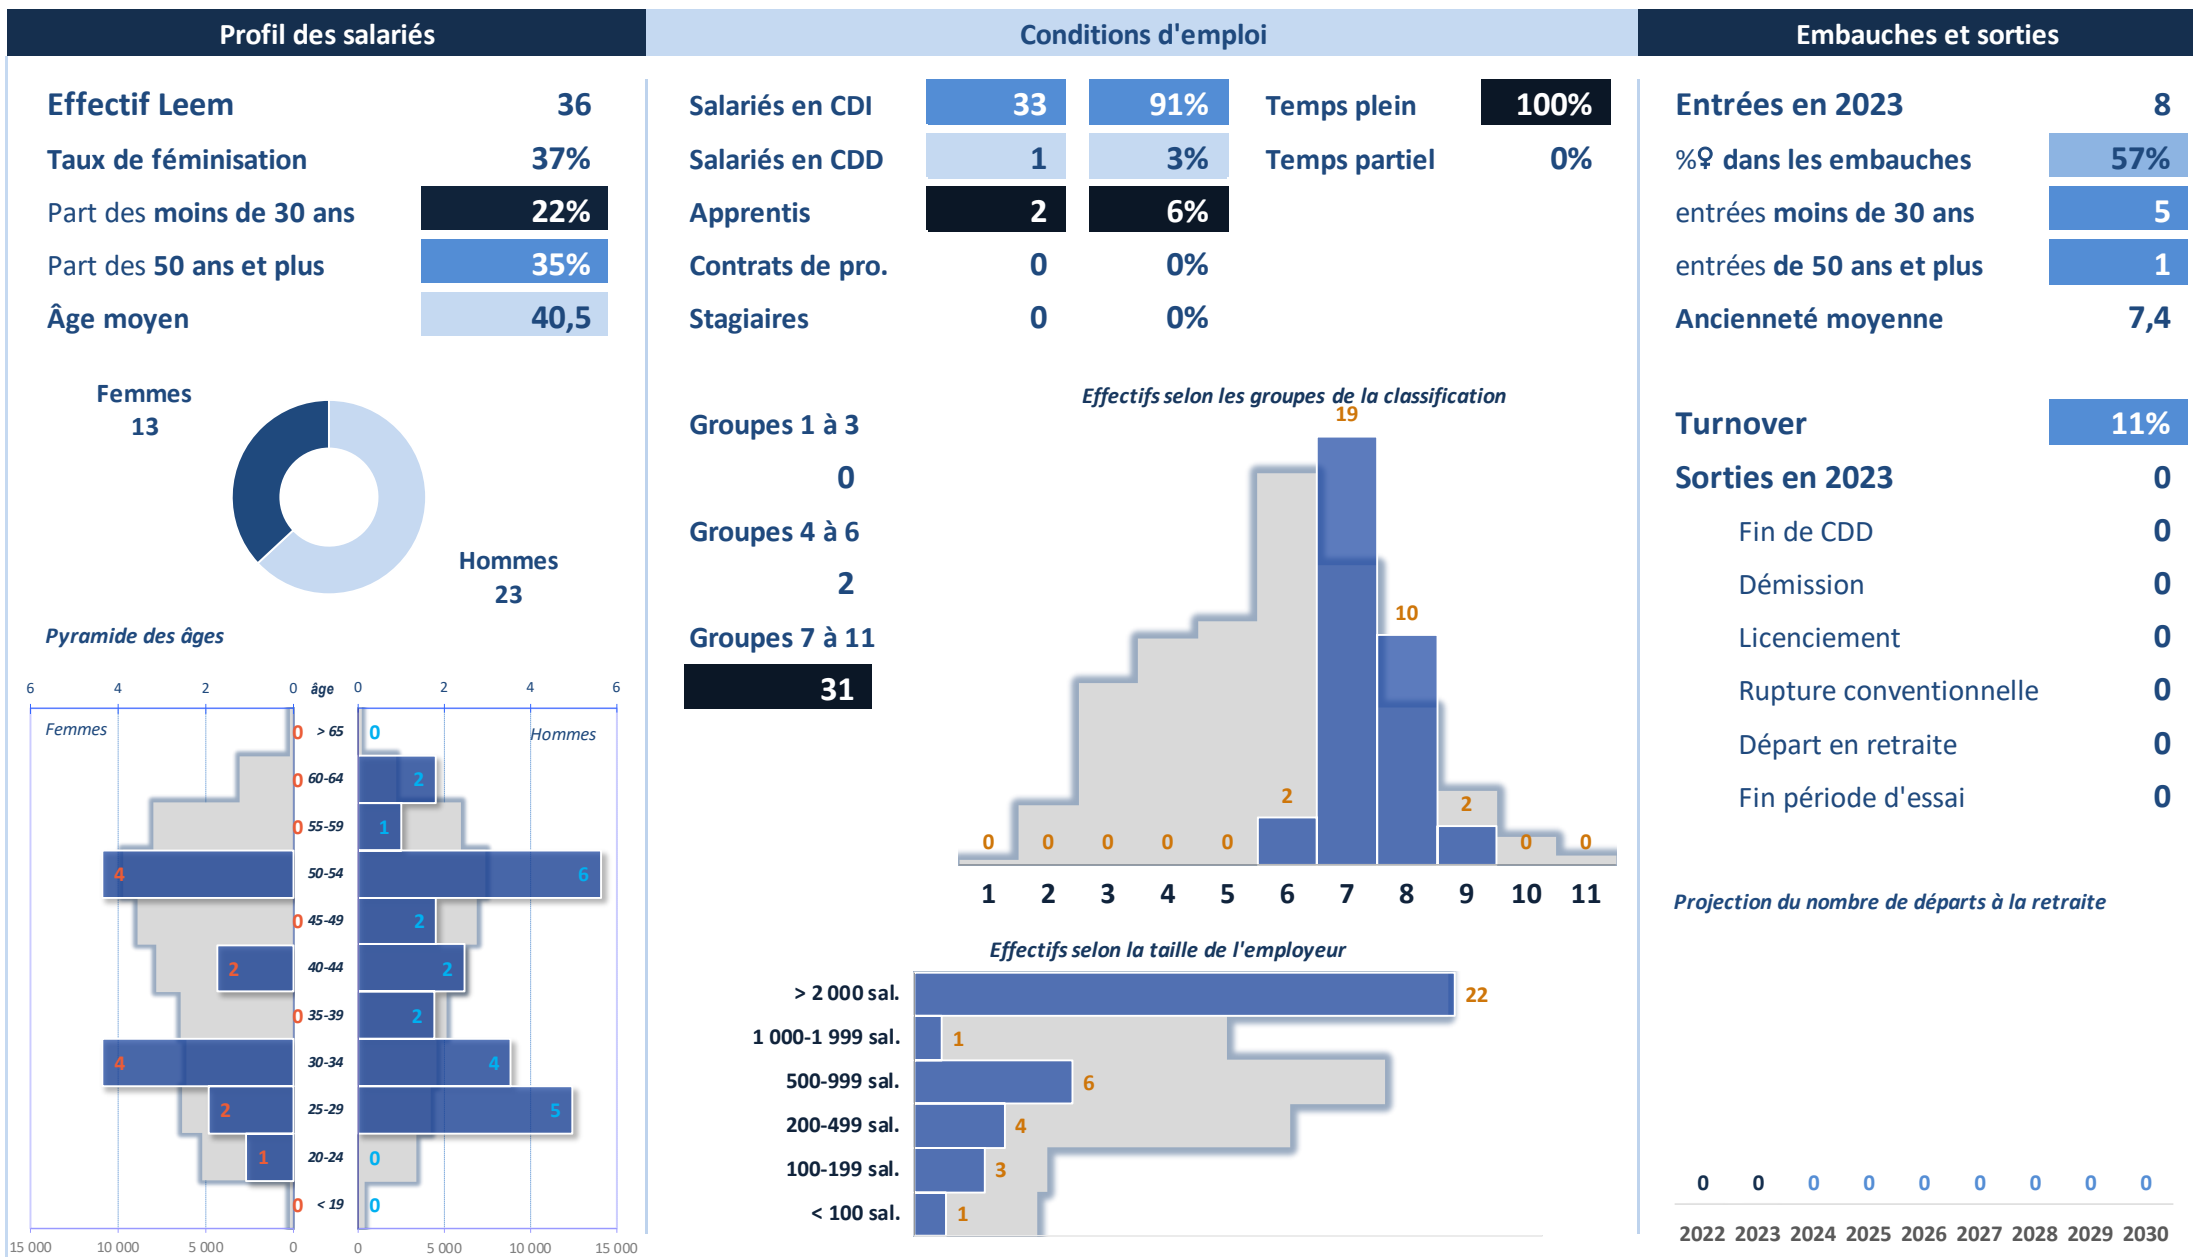 Profil des salariés
Effectif Leem 36
Taux de féminisation 37%
Part des moins de 30 ans 22%
Part des 50 ans et plus 35%
Âge moyen 40,5
Femmes
13
Hommes
23
Pyramide des âges
6 4 2 0 âge 0 2 4 6
Femmes Hommes
0 > 65 0
0 60-64 2
0 55-59 1
4 50-54 6
0 45-49 2
2 40-44 2
0 35-39 2
4 30-34 4
2 25-29 5
1 20-24 0
0 < 19 0
15 000 10 000 5 000 0 0 5 000 10 000 15 000
Conditions d'emploi
Salariés en CDI 33 91% Temps plein 100%
Salariés en CDD 1 3% Temps partiel 0%
Apprentis 2 6%
Contrats de pro. 0 0%
Stagiaires 0 0%
Groupes 1 à 3
0
Groupes 4 à 6
2
Groupes 7 à 11
31
Effectifs selon les groupes de la classification
19
10
2 2
0 0 0 0 0 0 0
1 2 3 4 5 6 7 8 9 10 11
Effectifs selon la taille de l'employeur
> 2 000 sal. 22
1 000-1 999 sal. 1
500-999 sal. 6
200-499 sal. 4
100-199 sal. 3
< 100 sal. 1
Embauches et sorties
Entrées en 2023 8
%♀ dans les embauches 57%
entrées moins de 30 ans 5
entrées de 50 ans et plus 1
Ancienneté moyenne 7,4
Turnover 11%
Sorties en 2023 0
Fin de CDD 0
Démission 0
Licenciement 0
Rupture conventionnelle 0
Départ en retraite 0
Fin période d'essai 0
Projection du nombre de départs à la retraite
0 0 0 0 0 0 0 0 0
2022 2023 2024 2025 2026 2027 2028 2029 2030